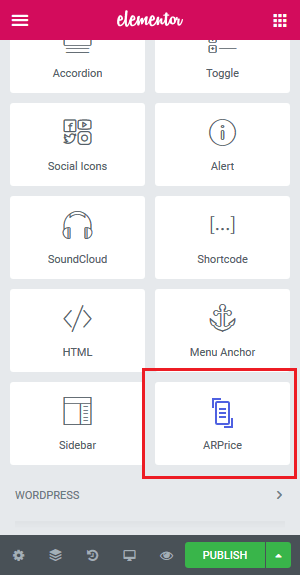 elementor
Accordion
Toggle
Social Icons
Alert
SoundCloud
[...]
Shortcode
HTML
Menu Anchor
Sidebar
ARPrice
WORDPRESS
PUBLISH